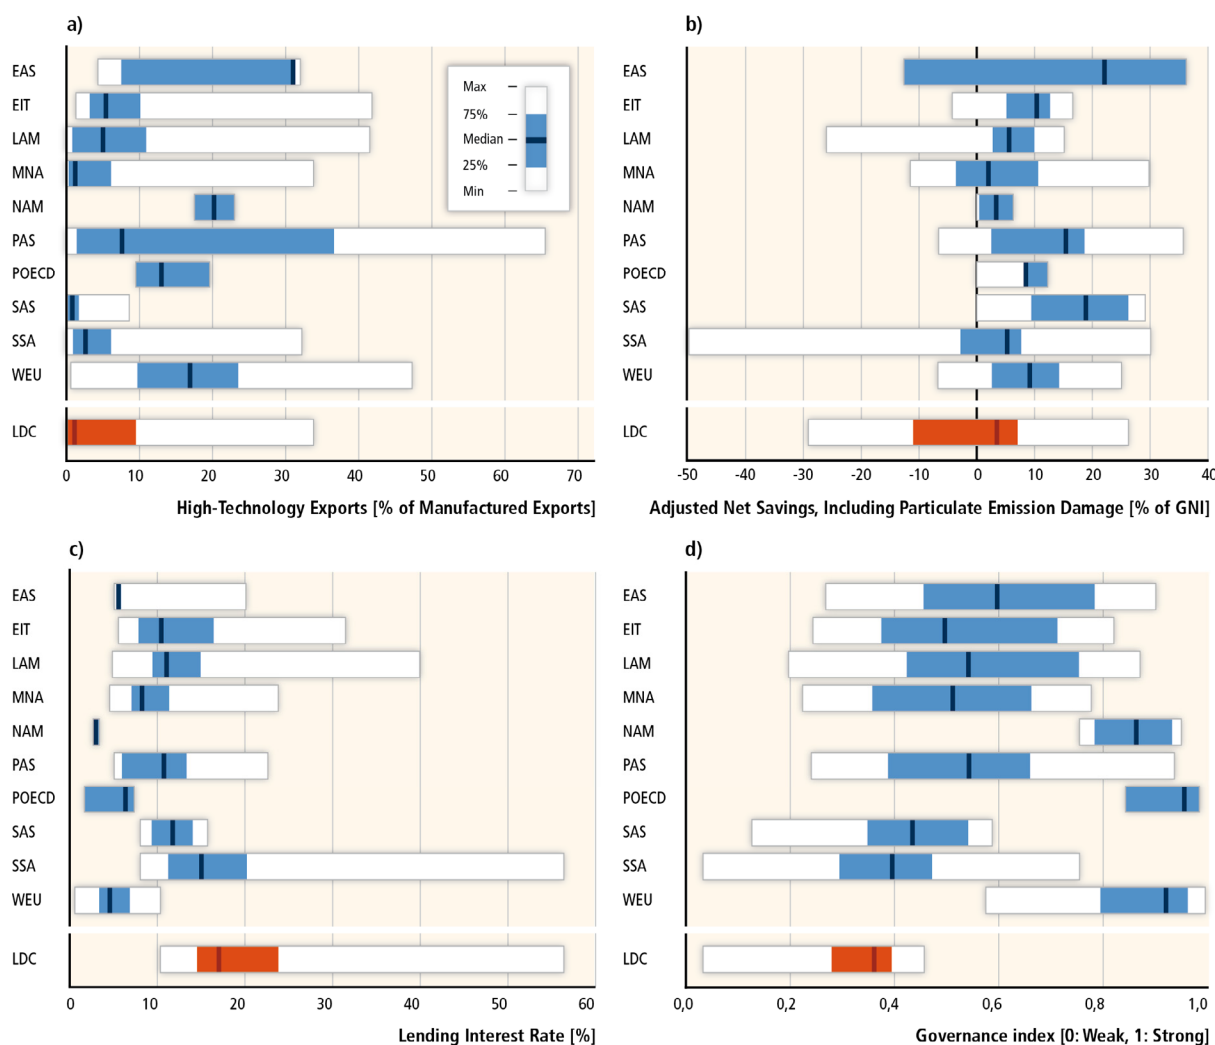 a)
EAS
EIT
LAM
MNA
NAM
PAS
POECD
SAS
SSA
WEU
LDC
Max
75%
Median
25%
Min
0 10 20 30 40 50 60 70
High-Technology Exports [% of Manufactured Exports]
b)
EAS
EIT
LAM
MNA
NAM
PAS
POECD
SAS
SSA
WEU
LDC
-50 -40 -30 -20 -10 0 10 20 30 40
Adjusted Net Savings, Including Particulate Emission Damage [% of GNI]
c)
EAS
EIT
LAM
MNA
NAM
PAS
POECD
SAS
SSA
WEU
LDC
0 10 20 30 40 50 60
Lending Interest Rate [%]
d)
EAS
EIT
LAM
MNA
NAM
PAS
POECD
SAS
SSA
WEU
LDC
0,0 0,2 0,4 0,6 0,8 1,0
Governance index [0: Weak, 1: Strong]